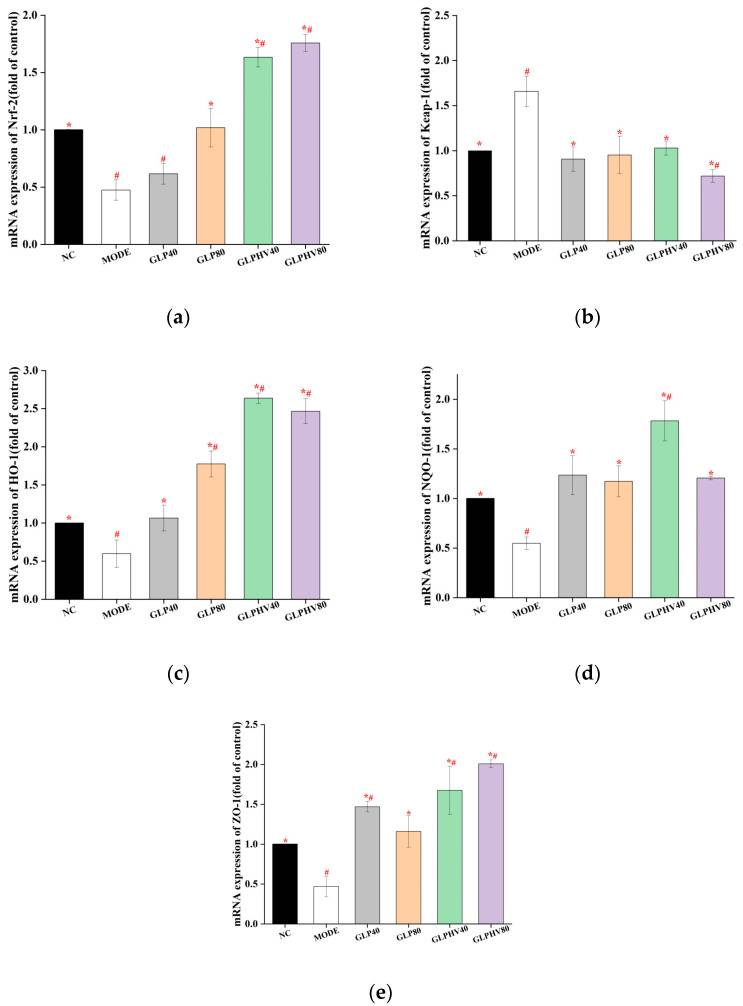 mRNA expression of Nrf-2(fold of control)
2.0
1.5
1.0
0.5
0.0
*
#
#
*
*#
*#
NC
MODE
GLP40
GLP80
GLPHV40
GLPHV80
(a)
mRNA expression of Keap-1(fold of control)
2.5
2.0
1.5
1.0
0.5
0.0
*
#
*
*
*
*#
NC
MODE
GLP40
GLP80
GLPHV40
GLPHV80
(b)
mRNA expression of HO-1(fold of control)
3.0
2.5
2.0
1.5
1.0
0.5
0.0
*
#
*
*#
*#
*#
NC
MODE
GLP40
GLP80
GLPHV40
GLPHV80
(c)
mRNA expression of NQO-1(fold of control)
2.0
1.5
1.0
0.5
0.0
*
#
*
*
*#
*
NC
MODE
GLP40
GLP80
GLPHV40
GLPHV80
(d)
mRNA expression of ZO-1(fold of control)
2.5
2.0
1.5
1.0
0.5
0.0
*
#
*#
*
*#
*#
NC
MODE
GLP40
GLP80
GLPHV40
GLPHV80
(e)